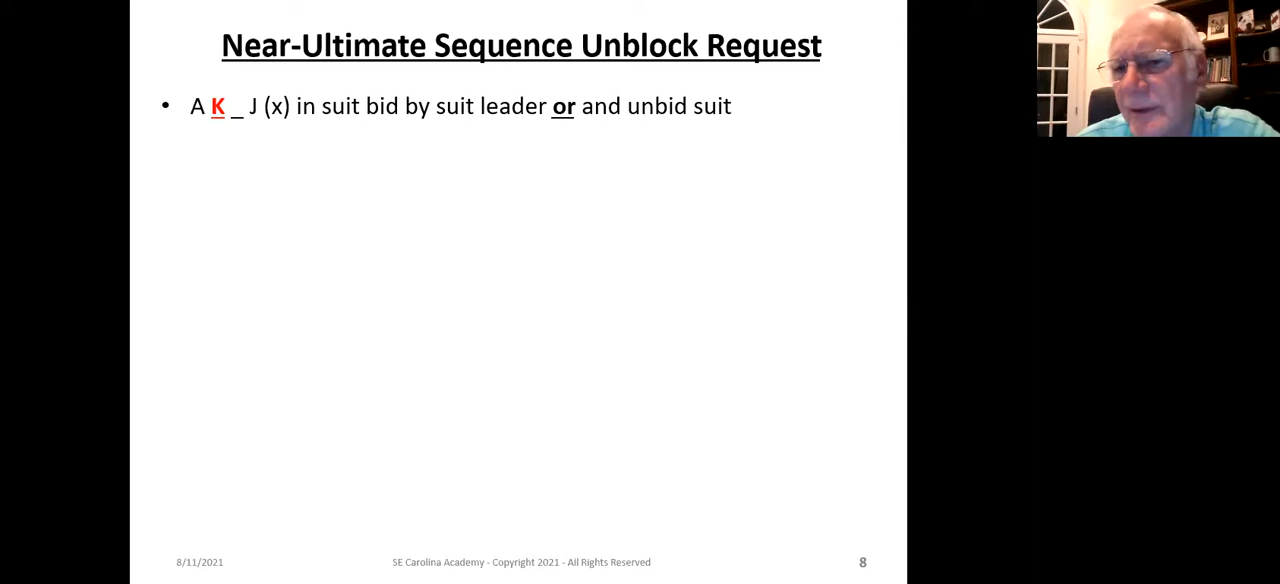 Near-Ultimate Sequence Unblock Request
• A K _ J (x) in suit bid by suit leader or and unbid suit
8/11/2021
SE Carolina Academy - Copyright 2021 - All Rights Reserved
8